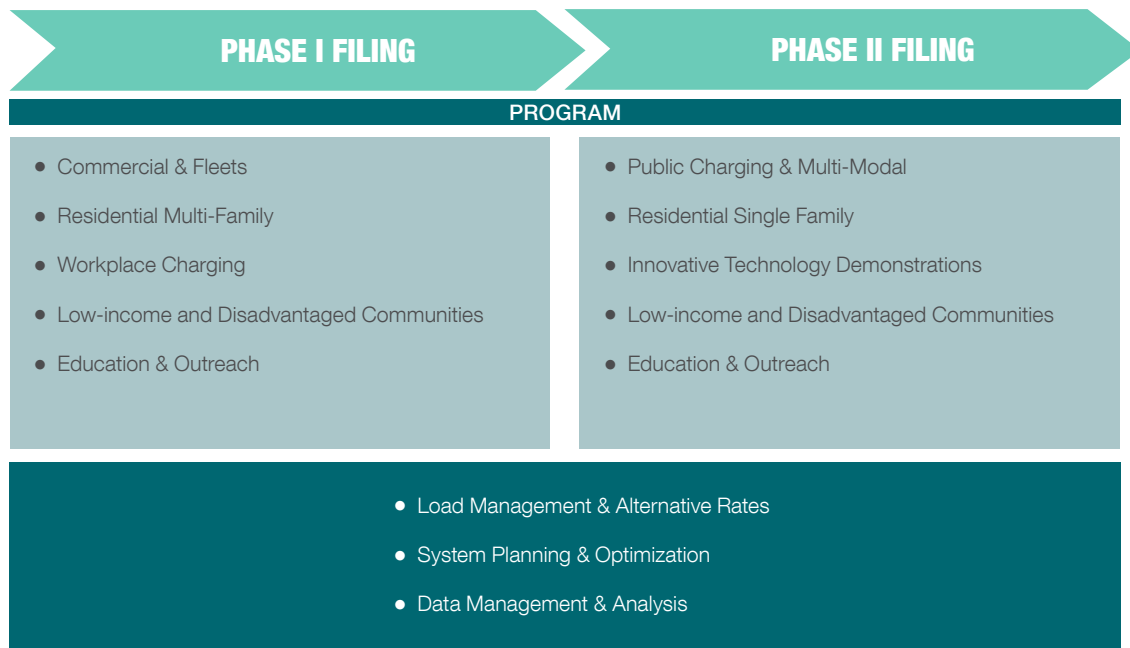 PHASE I FILING
PHASE II FILING
PROGRAM
• Commercial & Fleets
• Residential Multi-Family
• Workplace Charging
• Low-income and Disadvantaged Communities
• Education & Outreach
• Public Charging & Multi-Modal
• Residential Single Family
• Innovative Technology Demonstrations
• Low-income and Disadvantaged Communities
• Education & Outreach
• Load Management & Alternative Rates
• System Planning & Optimization
• Data Management & Analysis